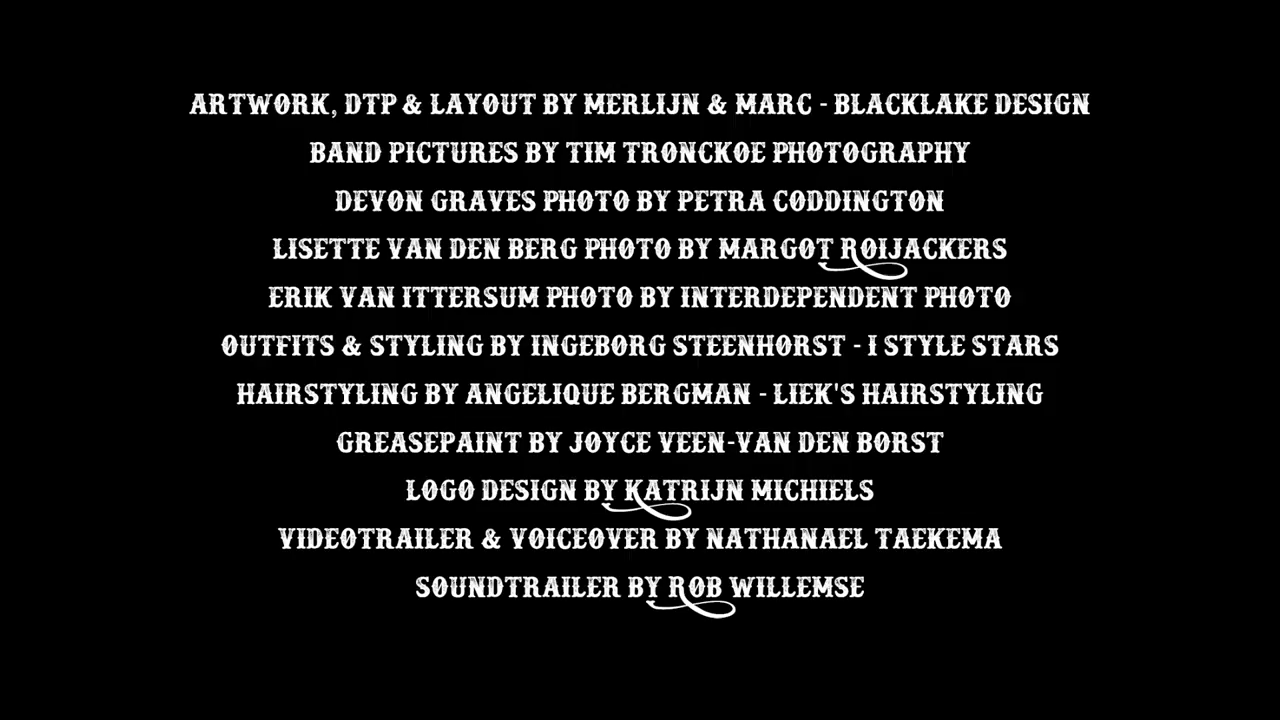 ARTWORK, DTP & LAYOUT BY MERLIJN & MARC - BLACKLAKE DESIGN
BAND PICTURES BY TIM TRONCKOE PHOTOGRAPHY
DEVON GRAVES PHOTO BY PETRA CODDINGTON
LISETTE VAN DEN BERG PHOTO BY MARGOT ROIJACKERS
ERIK VAN ITTERSUM PHOTO BY INTERDEPENDENT PHOTO
OUTFITS & STYLING BY INGEBORG STEENHORST - I STYLE STARS
HAIRSTYLING BY ANGELIQUE BERGMAN - LIEK'S HAIRSTYLING
GREASEPAINT BY JOYCE VEEN-VAN DEN BORST
LOGO DESIGN BY KATRIJN MICHIELS
VIDEOTRAILER & VOICEOVER BY NATHANAEL TAEKEMA
SOUNDTRAILER BY ROB WILLEMSE